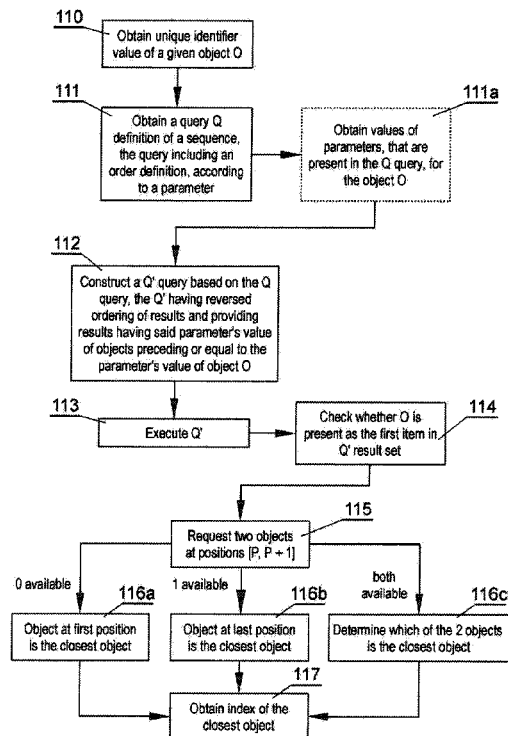 110
Obtain unique identifier
value of a given object O
111
Obtain a query Q
definition of a sequence,
the query including an
order definition, according
to a parameter
111a
Obtain values of
parameters, that are
present in the Q query, for
the object O
112
Construct a Q' query based on the Q
query, the Q' having reversed
ordering of results and providing
results having said parameter's value
of objects preceding or equal to the
parameter's value of object O
113
Execute Q'
Check whether O is
present as the first item in
Q' result set
114
115
Request two objects
at positions [P, P + 1]
0 available
1 available
both
available
116a
Object at first position
is the closest object
116b
Object at last position
is the closest object
116c
Determine which of the 2 objects
is the closest object
117
Obtain index of the
closest object